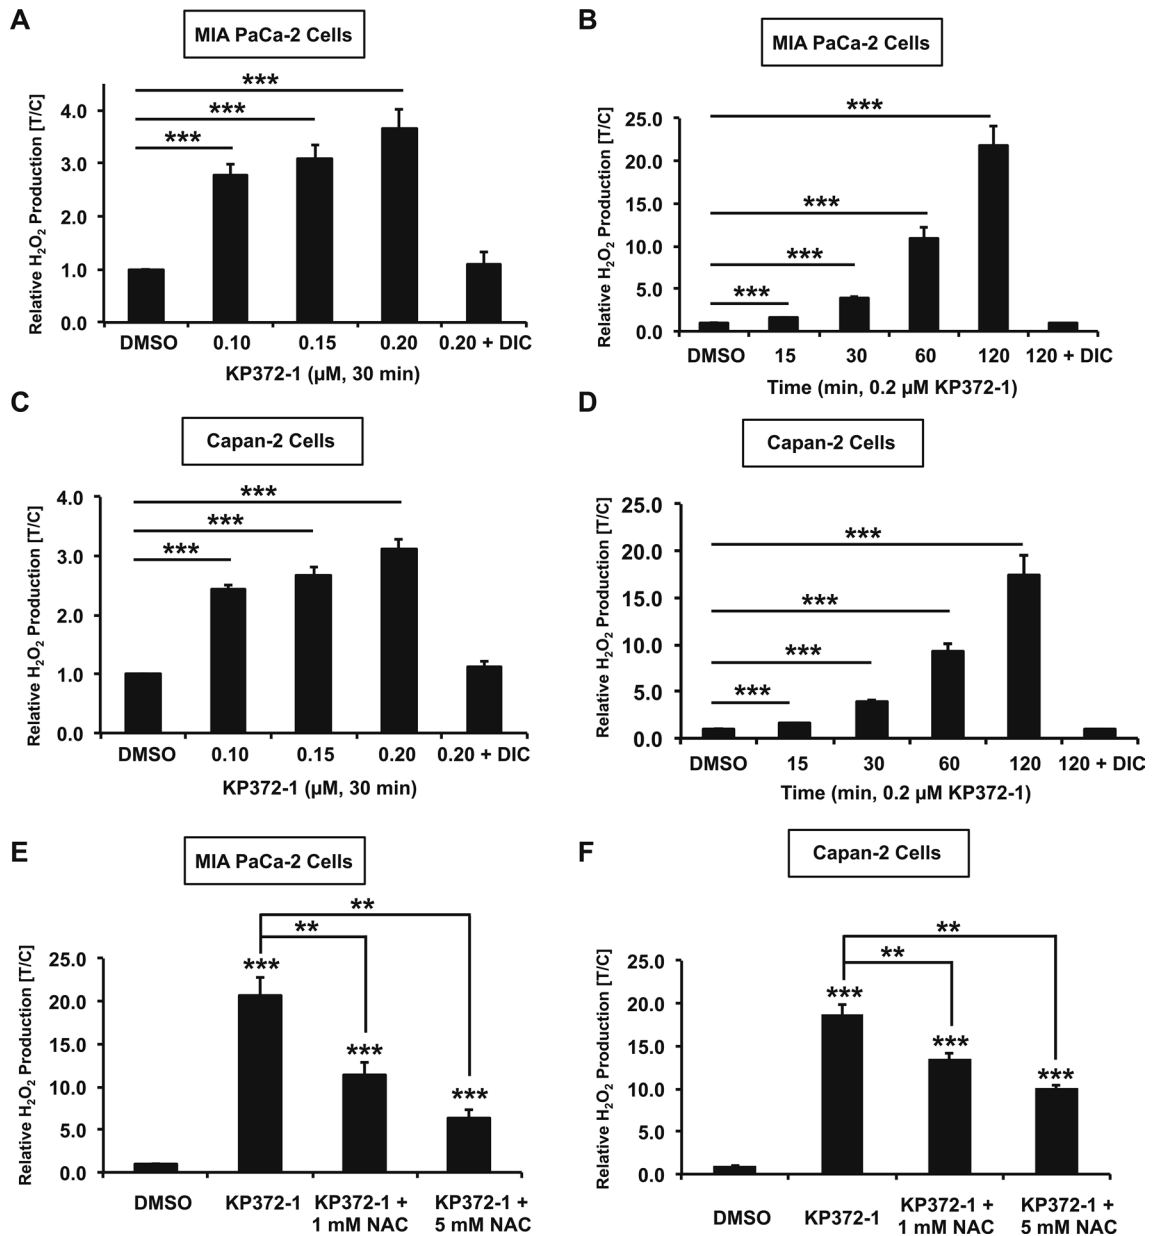 A
MIA PaCa-2 Cells
Relative H₂O₂ Production [T/C]
4.0
3.0
2.0
1.0
0.0
***
***
***
DMSO 0.10 0.15 0.20 0.20 + DIC
KP372-1 (µM, 30 min)
B
MIA PaCa-2 Cells
Relative H₂O₂ Production [T/C]
25.0
20.0
15.0
10.0
5.0
0.0
***
***
***
***
DMSO 15 30 60 120 120 + DIC
Time (min, 0.2 µM KP372-1)
C
Capan-2 Cells
Relative H₂O₂ Production [T/C]
4.0
3.0
2.0
1.0
0.0
***
***
***
DMSO 0.10 0.15 0.20 0.20 + DIC
KP372-1 (µM, 30 min)
D
Capan-2 Cells
Relative H₂O₂ Production [T/C]
25.0
20.0
15.0
10.0
5.0
0.0
***
***
***
***
DMSO 15 30 60 120 120 + DIC
Time (min, 0.2 µM KP372-1)
E
MIA PaCa-2 Cells
Relative H₂O₂ Production [T/C]
25.0
20.0
15.0
10.0
5.0
0.0
**
**
***
***
***
DMSO KP372-1 KP372-1 + KP372-1 +
1 mM NAC 5 mM NAC
F
Capan-2 Cells
Relative H₂O₂ Production [T/C]
25.0
20.0
15.0
10.0
5.0
0.0
**
**
***
***
***
DMSO KP372-1 KP372-1 + KP372-1 +
1 mM NAC 5 mM NAC